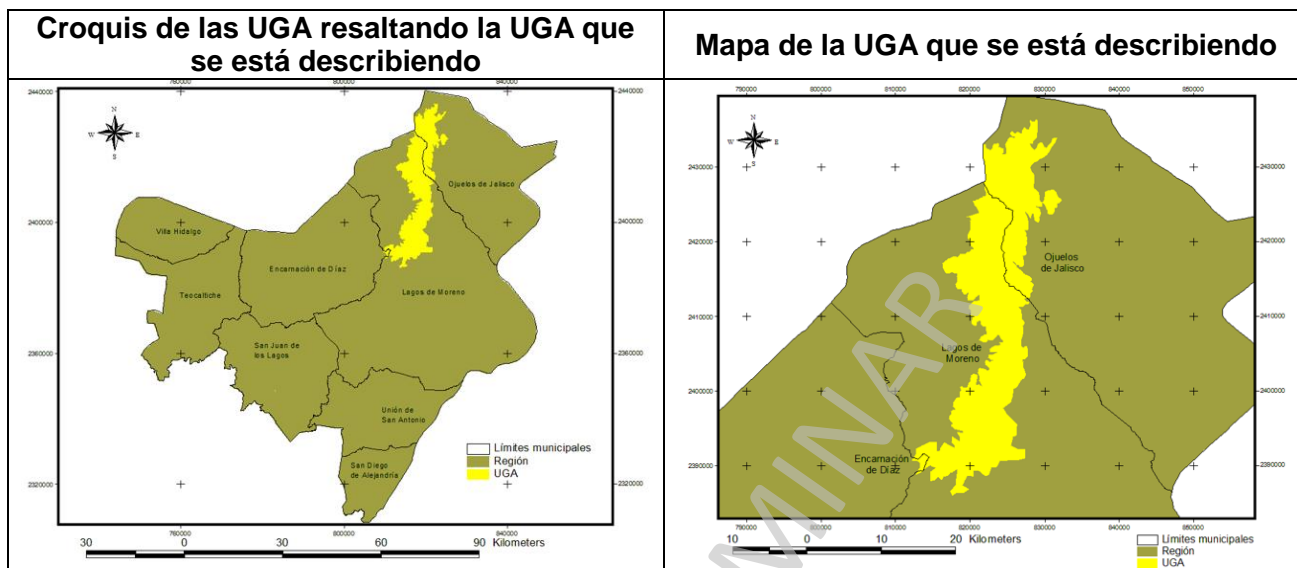 Croquis de las UGA resaltando la UGA que
se está describiendo
760000 800000 840000
2440000 2440000
N
W E
S
Ojuelos de Jalisco
2400000 2400000
Villa Hidalgo
Encarnación de Díaz
Teocaltiche
Lagos de Moreno
San Juan de
los Lagos
2360000 2360000
Unión de
San Antonio
Límites municipales
Región
San Diego
de Alejandría
UGA
2320000 2320000
760000 800000 840000
30 0 30 60 90 Kilometers
Mapa de la UGA que se está describiendo
790000 800000 810000 820000 830000 840000 850000
N
W E
S
2430000 2430000
2420000 2420000
Ojuelos
de Jalisco
2410000 2410000
Lagos de
Moreno
2400000 2400000
Encarnación
de Díaz
2390000 2390000
790000 800000 810000 820000 830000 840000 850000
10 0 10 20 Kilometers
Límites municipales
Región
UGA
MINAR